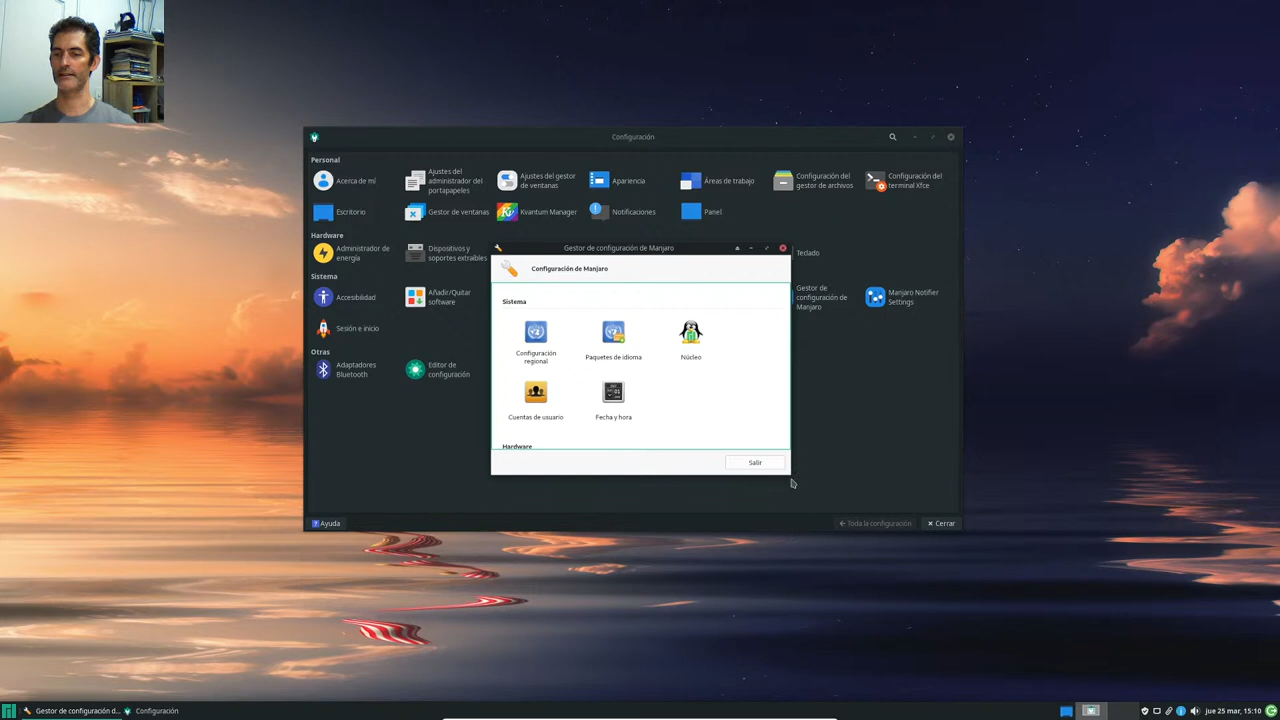 Configuración
Personal
Acerca de mí
Ajustes del
administrador del
portapapeles
Ajustes del gestor
de ventanas
Apariencia
Áreas de trabajo
Configuración del
gestor de archivos
Configuración del
terminal Xfce
Escritorio
Gestor de ventanas
Kvantum Manager
Notificaciones
Panel
Hardware
Administrador de
energía
Dispositivos y
soportes extraíbles
Teclado
Sistema
Accesibilidad
Añadir/Quitar
software
Gestor de
configuración de
Manjaro
Manjaro Notifier
Settings
Sesión e inicio
Otras
Adaptadores
Bluetooth
Editor de
configuración
Gestor de configuración de Manjaro
Configuración de Manjaro
Sistema
Configuración
regional
Paquetes de idioma
Núcleo
Cuentas de usuario
Fecha y hora
Hardware
Salir
Ayuda
Toda la configuración
Cerrar
Gestor de configuración d...
Configuración
jue 25 mar, 15:10